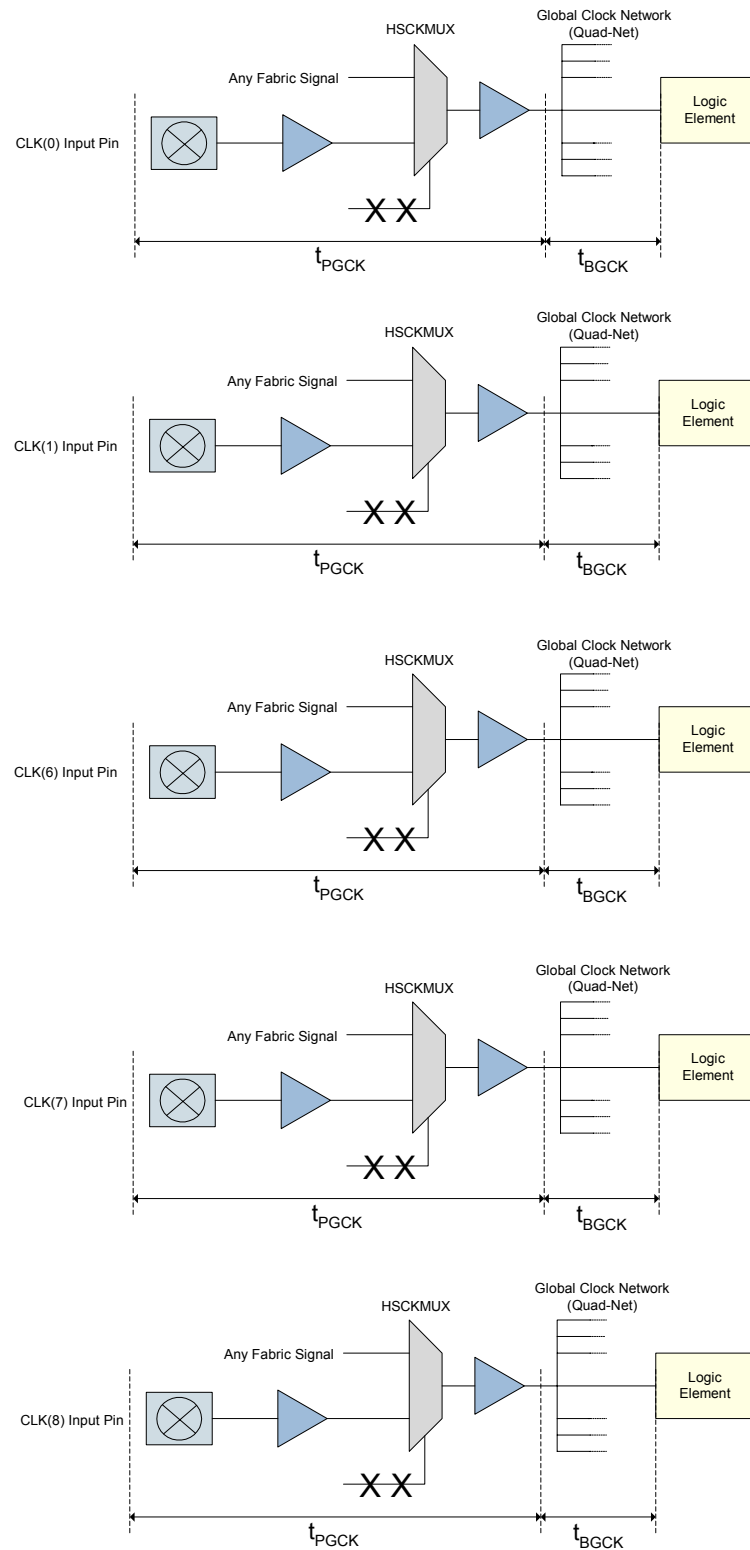 HSCKMUX
Global Clock Network
(Quad-Net)
Any Fabric Signal
Logic
Element
CLK(0) Input Pin
X X
tPGCK
tBGCK
HSCKMUX
Global Clock Network
(Quad-Net)
Any Fabric Signal
Logic
Element
CLK(1) Input Pin
X X
tPGCK
tBGCK
HSCKMUX
Global Clock Network
(Quad-Net)
Any Fabric Signal
Logic
Element
CLK(6) Input Pin
X X
tPGCK
tBGCK
HSCKMUX
Global Clock Network
(Quad-Net)
Any Fabric Signal
Logic
Element
CLK(7) Input Pin
X X
tPGCK
tBGCK
HSCKMUX
Global Clock Network
(Quad-Net)
Any Fabric Signal
Logic
Element
CLK(8) Input Pin
X X
tPGCK
tBGCK